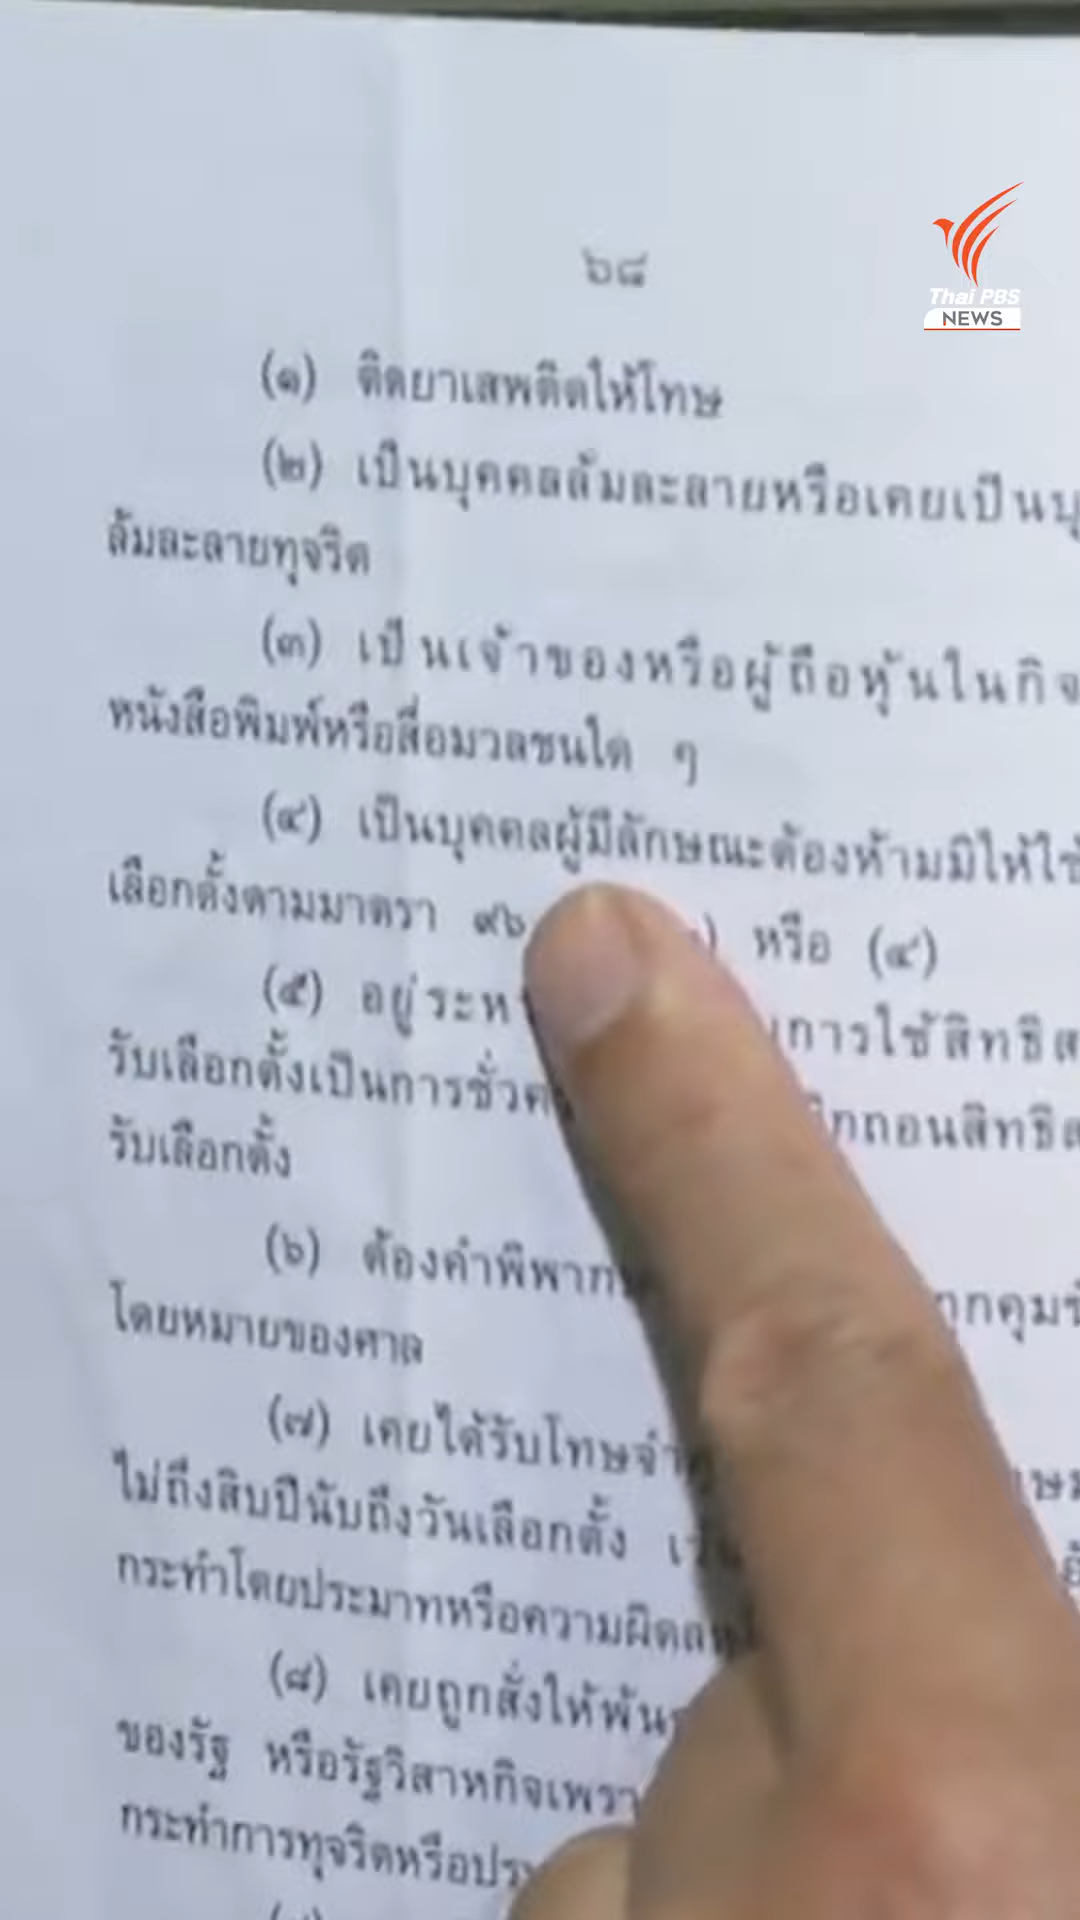 ๖๘
Thai PBS
NEWS
(๑) ติดยาเสพติดให้โทษ
(๒) เป็นบุคคลล้มละลายหรือเคยเป็นบุ
ล้มละลายทุจริต
(๓) เป็นเจ้าของหรือผู้ถือหุ้นในกิจ
หนังสือพิมพ์หรือสื่อมวลชนใด ๆ
(๔) เป็นบุคคลผู้มีลักษณะต้องห้ามมิให้ใช้
เลือกตั้งตามมาตรา ๙๖ หรือ (๔)
(๕) อยู่ระห การใช้สิทธิส
รับเลือกตั้งเป็นการชั่วค ิกถอนสิทธิส
รับเลือกตั้ง
(๖) ต้องคำพิพาก ถูกคุมข
โดยหมายของศาล
(๗) เคยได้รับโทษจำ
ไม่ถึงสิบปีนับถึงวันเลือกตั้ง เว้น
กระทำโดยประมาทหรือความผิดล
(๘) เคยถูกสั่งให้พ้น
ของรัฐ หรือรัฐวิสาหกิจเพรา
กระทำการทุจริตหรือประ